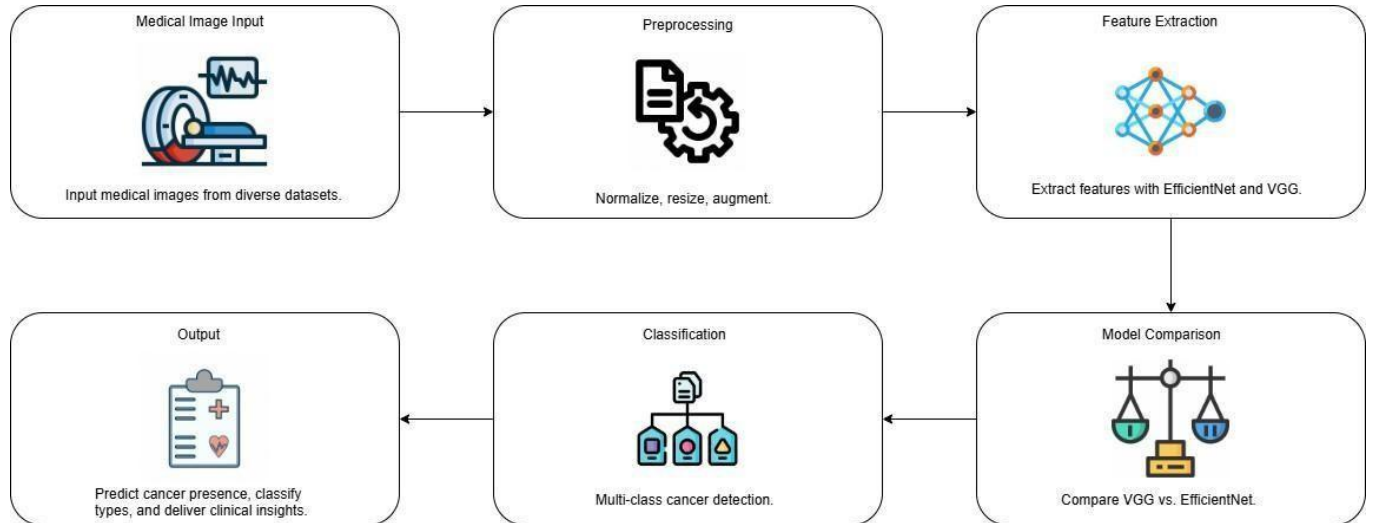 Medical Image Input
Input medical images from diverse datasets.
Preprocessing
Normalize, resize, augment.
Feature Extraction
Extract features with EfficientNet and VGG.
Model Comparison
I
II
Compare VGG vs. EfficientNet.
Classification
Multi-class cancer detection.
Output
Predict cancer presence, classify
types, and deliver clinical insights.